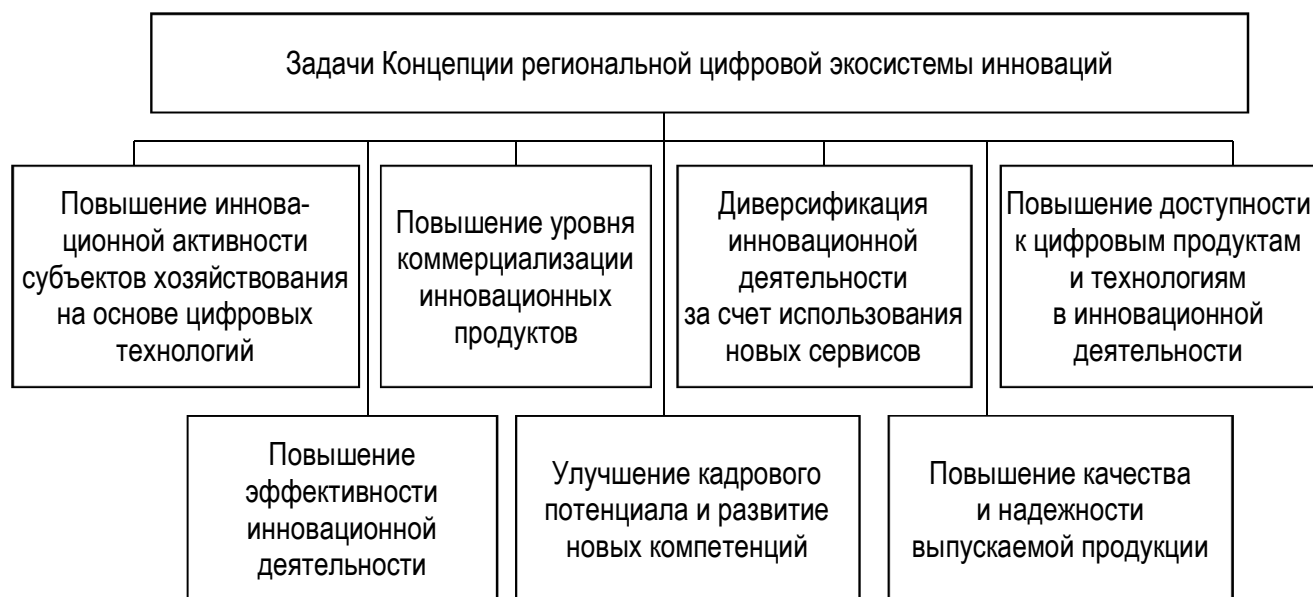 Задачи Концепции региональной цифровой экосистемы инноваций
Повышение иннова-
ционной активности
субъектов хозяйствования
на основе цифровых
технологий
Повышение уровня
коммерциализации
инновационных
продуктов
Диверсификация
инновационной
деятельности
за счет использования
новых сервисов
Повышение доступности
к цифровым продуктам
и технологиям
в инновационной
деятельности
Повышение
эффективности
инновационной
деятельности
Улучшение кадрового
потенциала и развитие
новых компетенций
Повышение качества
и надежности
выпускаемой продукции